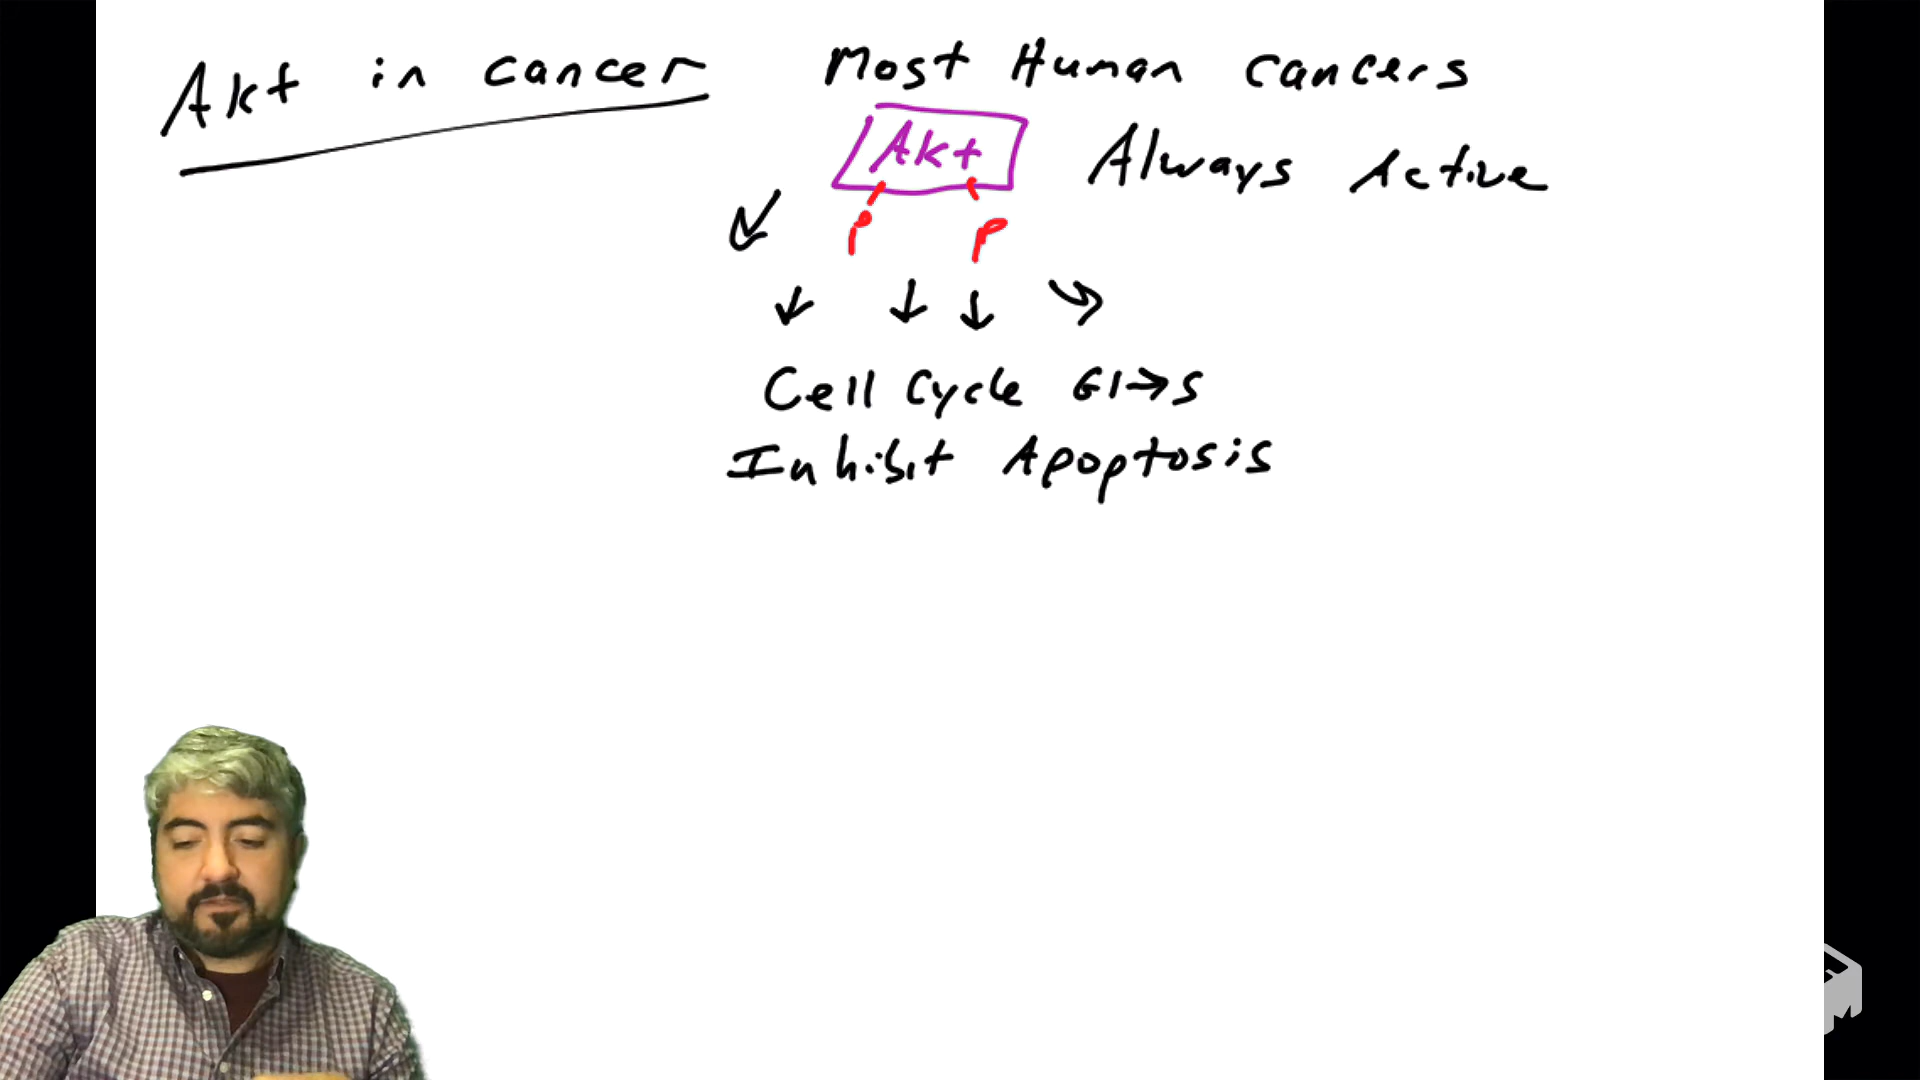 Akt in cancer
Most Human Cancers
Akt Always Active
P P
Cell Cycle G1→S
Inhibit Apoptosis